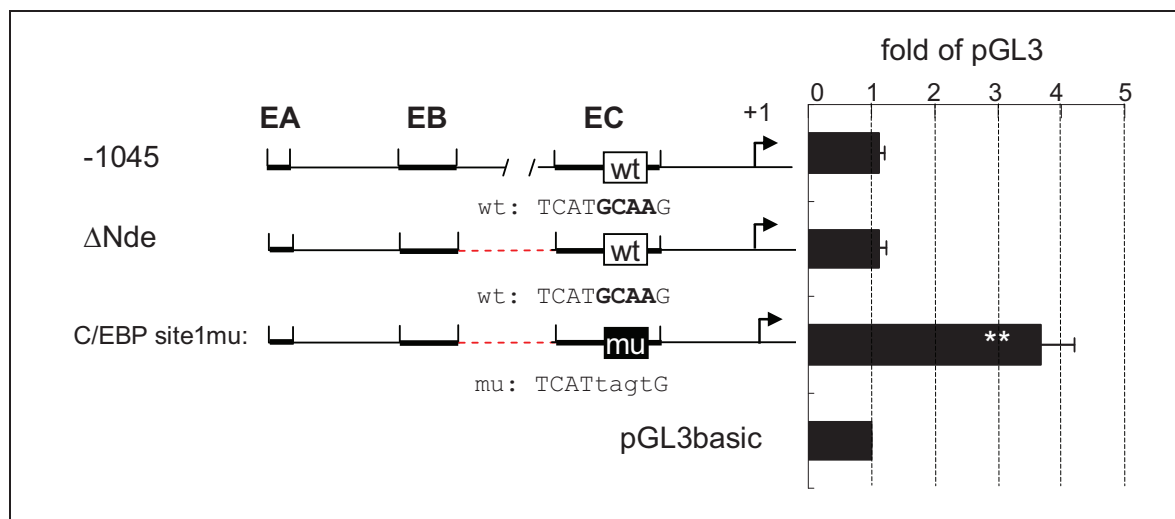 fold of pGL3
0 1 2 3 4 5
EA EB EC +1
-1045 wt
wt: TCATGCAAG
ΔNde wt
wt: TCATGCAAG
C/EBP site1mu: mu **
mu: TCATtagtG
pGL3basic